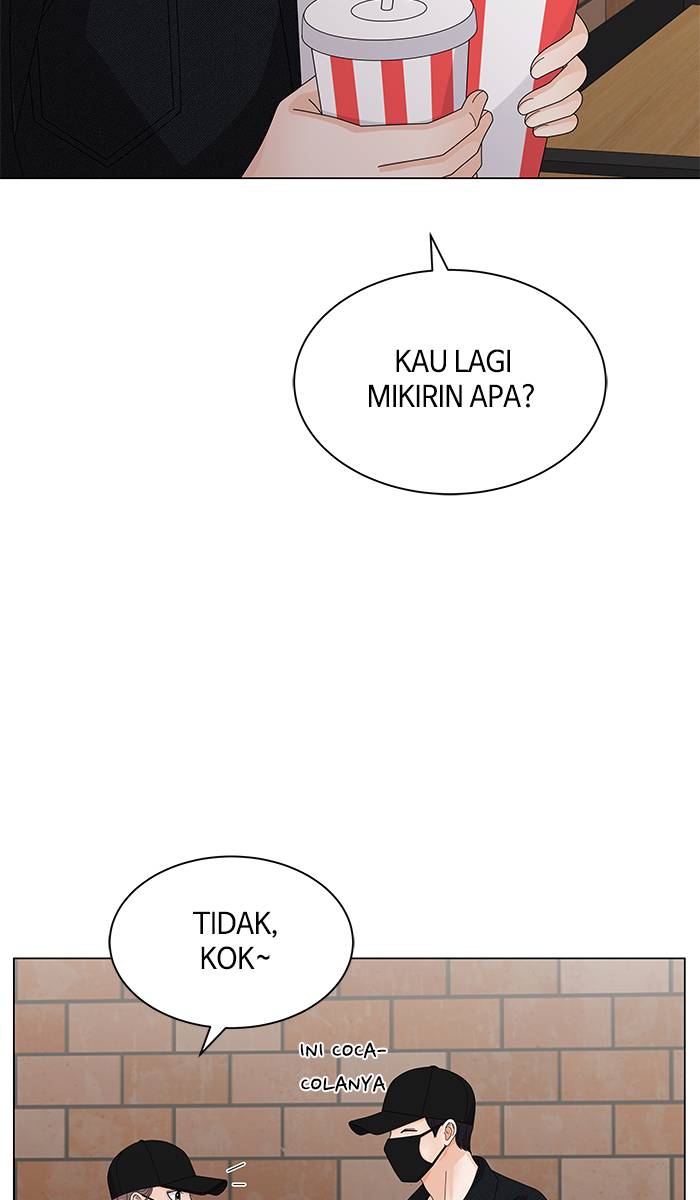 KAU LAGI
MIKIRIN APA?
TIDAK,
KOK~
INI COCA-
COLANYA